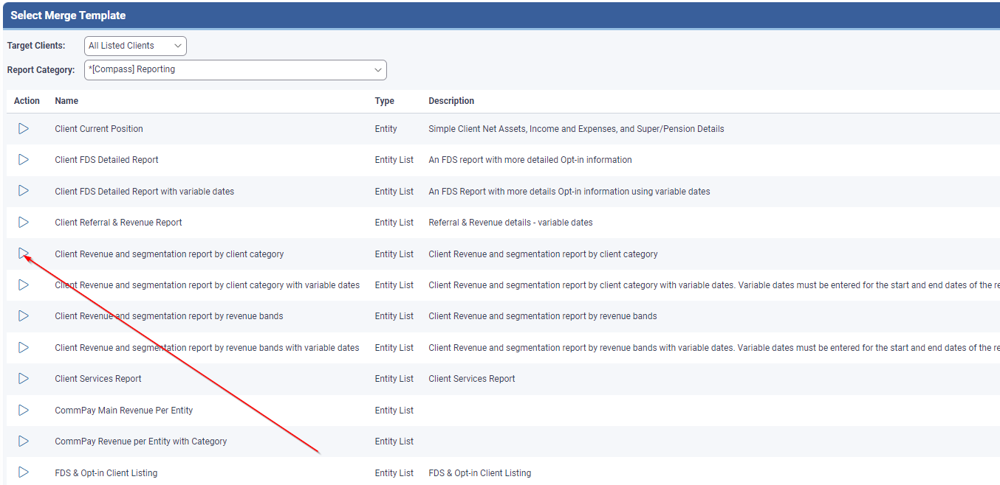 Select Merge Template
Target Clients: All Listed Clients
Report Category: *[Compass] Reporting
Action Name Type Description
Client Current Position Entity Simple Client Net Assets, Income and Expenses, and Super/Pension Details
Client FDS Detailed Report Entity List An FDS report with more detailed Opt-in information
Client FDS Detailed Report with variable dates Entity List An FDS Report with more details Opt-in information using variable dates
Client Referral & Revenue Report Entity List Referral & Revenue details - variable dates
Client Revenue and segmentation report by client category Entity List Client Revenue and segmentation report by client category
Client Revenue and segmentation report by client category with variable dates Entity List Client Revenue and segmentation report by client category with variable dates. Variable dates must be entered for the start and end dates of the re
Client Revenue and segmentation report by revenue bands Entity List Client Revenue and segmentation report by revenue bands
Client Revenue and segmentation report by revenue bands with variable dates Entity List Client Revenue and segmentation report by revenue bands with variable dates. Variable dates must be entered for the start and end dates of the re
Client Services Report Entity List Client Services Report
CommPay Main Revenue Per Entity Entity List
CommPay Revenue per Entity with Category Entity List
FDS & Opt-in Client Listing Entity List FDS & Opt-in Client Listing